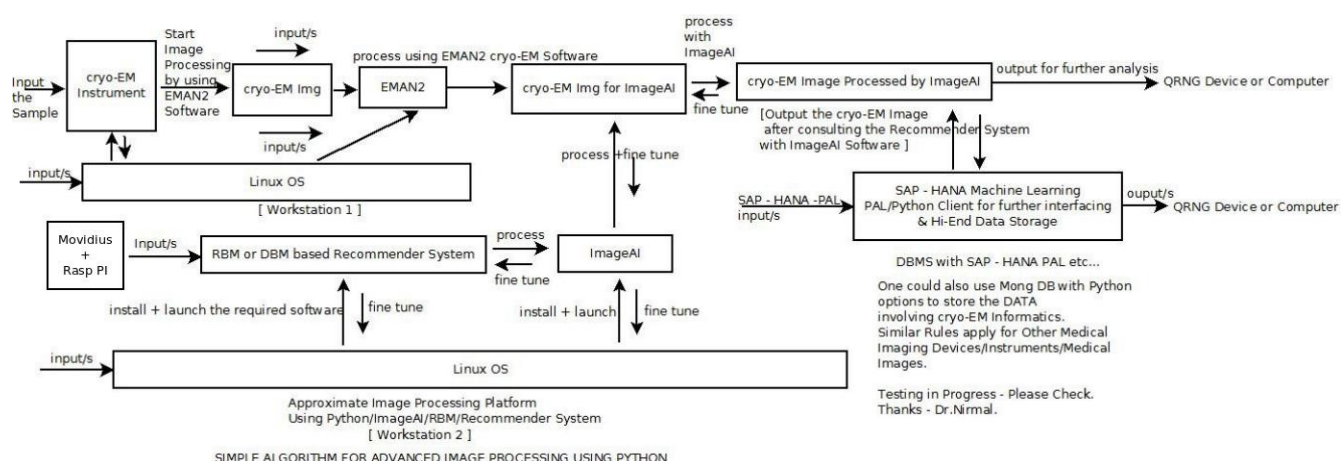 Input
the
Sample
cryo-EM
Instrument
Start
Image
Processing
by using
EMAN2
Software
input/s
cryo-EM Img
input/s
process using EMAN2 cryo-EM Software
EMAN2
cryo-EM Img for ImageAI
process
with
ImageAI
fine tune
cryo-EM Image Processed by ImageAI
output for further analysis
QRNG Device or Computer
[Output the cryo-EM Image
after consulting the Recommender System
with ImageAI Software ]
input/s
Linux OS
[ Workstation 1 ]
process +fine tune
SAP - HANA -PAL
input/s
SAP - HANA Machine Learning
PAL/Python Client for further interfacing
& Hi-End Data Storage
ouput/s
QRNG Device or Computer
Movidius
+
Rasp PI
Input/s
RBM or DBM based Recommender System
process
fine tune
ImageAI
DBMS with SAP - HANA PAL etc...
One could also use Mong DB with Python
options to store the DATA
involving cryo-EM Informatics.
Similar Rules apply for Other Medical
Imaging Devices/Instruments/Medical
Images.
Testing in Progress - Please Check.
Thanks - Dr.Nirmal.
install + launch the required software
fine tune
install + launch
fine tune
input/s
Linux OS
Approximate Image Processing Platform
Using Python/ImageAI/RBM/Recommender System
[ Workstation 2 ]
SIMPLE ALGORITHM FOR ADVANCED IMAGE PROCESSING USING PYTHON